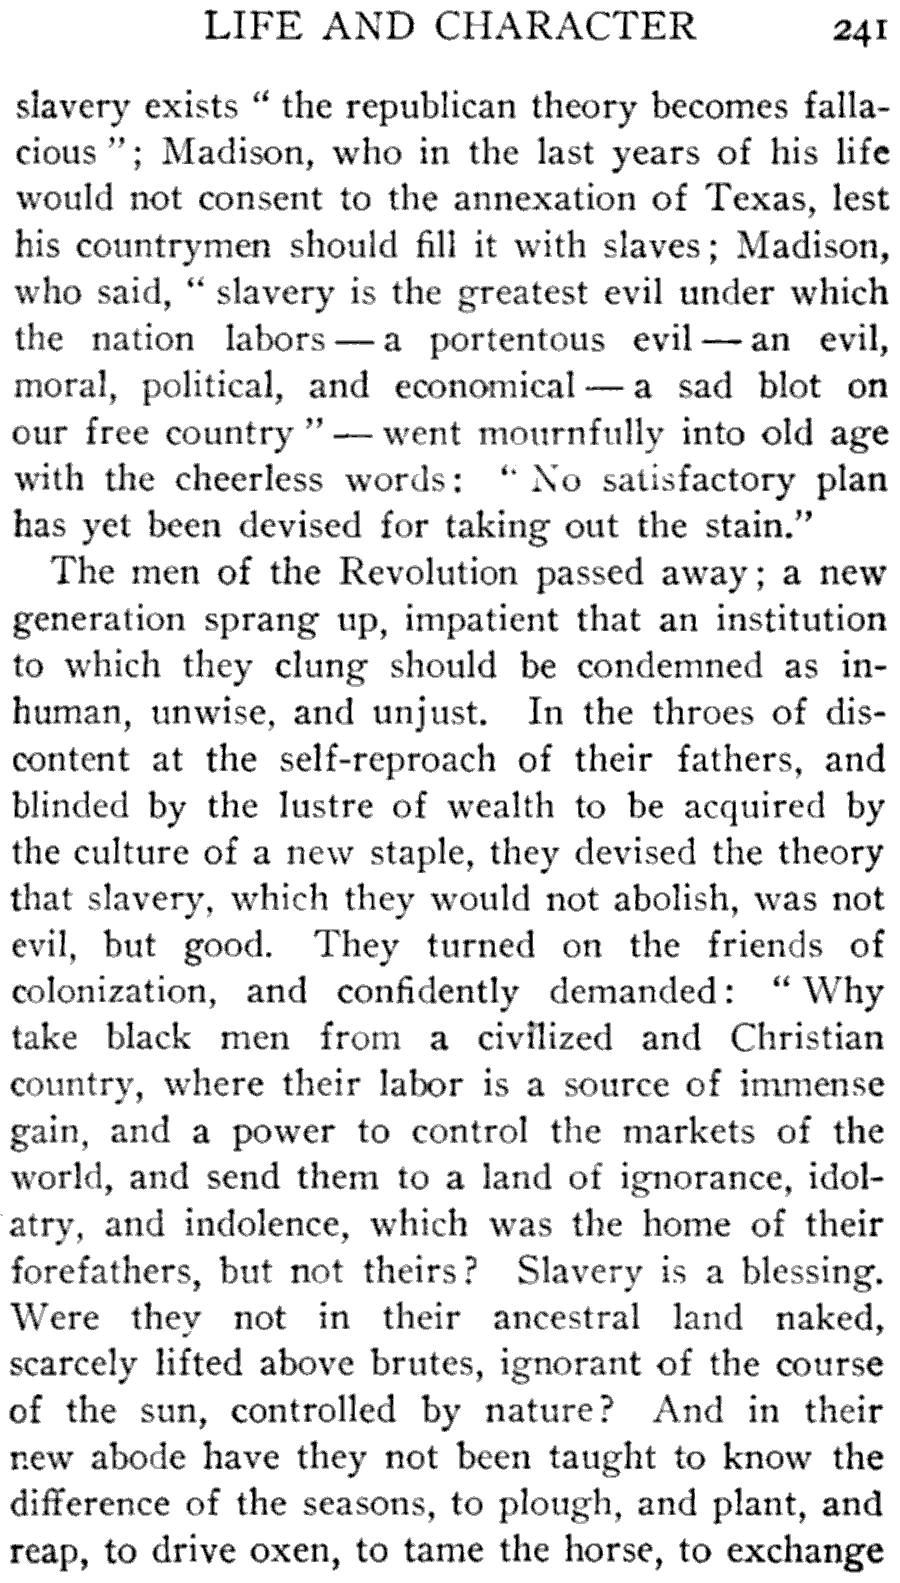 LIFE AND CHARACTER 241
slavery exists “ the republican theory becomes falla-
cious ”; Madison, who in the last years of his life
would not consent to the annexation of Texas, lest
his countrymen should fill it with slaves; Madison,
who said, “ slavery is the greatest evil under which
the nation labors — a portentous evil — an evil,
moral, political, and economical — a sad blot on
our free country ” — went mournfully into old age
with the cheerless words: “ No satisfactory plan
has yet been devised for taking out the stain.”
The men of the Revolution passed away; a new
generation sprang up, impatient that an institution
to which they clung should be condemned as in-
human, unwise, and unjust. In the throes of dis-
content at the self-reproach of their fathers, and
blinded by the lustre of wealth to be acquired by
the culture of a new staple, they devised the theory
that slavery, which they would not abolish, was not
evil, but good. They turned on the friends of
colonization, and confidently demanded: “ Why
take black men from a civilized and Christian
country, where their labor is a source of immense
gain, and a power to control the markets of the
world, and send them to a land of ignorance, idol-
atry, and indolence, which was the home of their
forefathers, but not theirs? Slavery is a blessing.
Were they not in their ancestral land naked,
scarcely lifted above brutes, ignorant of the course
of the sun, controlled by nature? And in their
new abode have they not been taught to know the
difference of the seasons, to plough, and plant, and
reap, to drive oxen, to tame the horse, to exchange